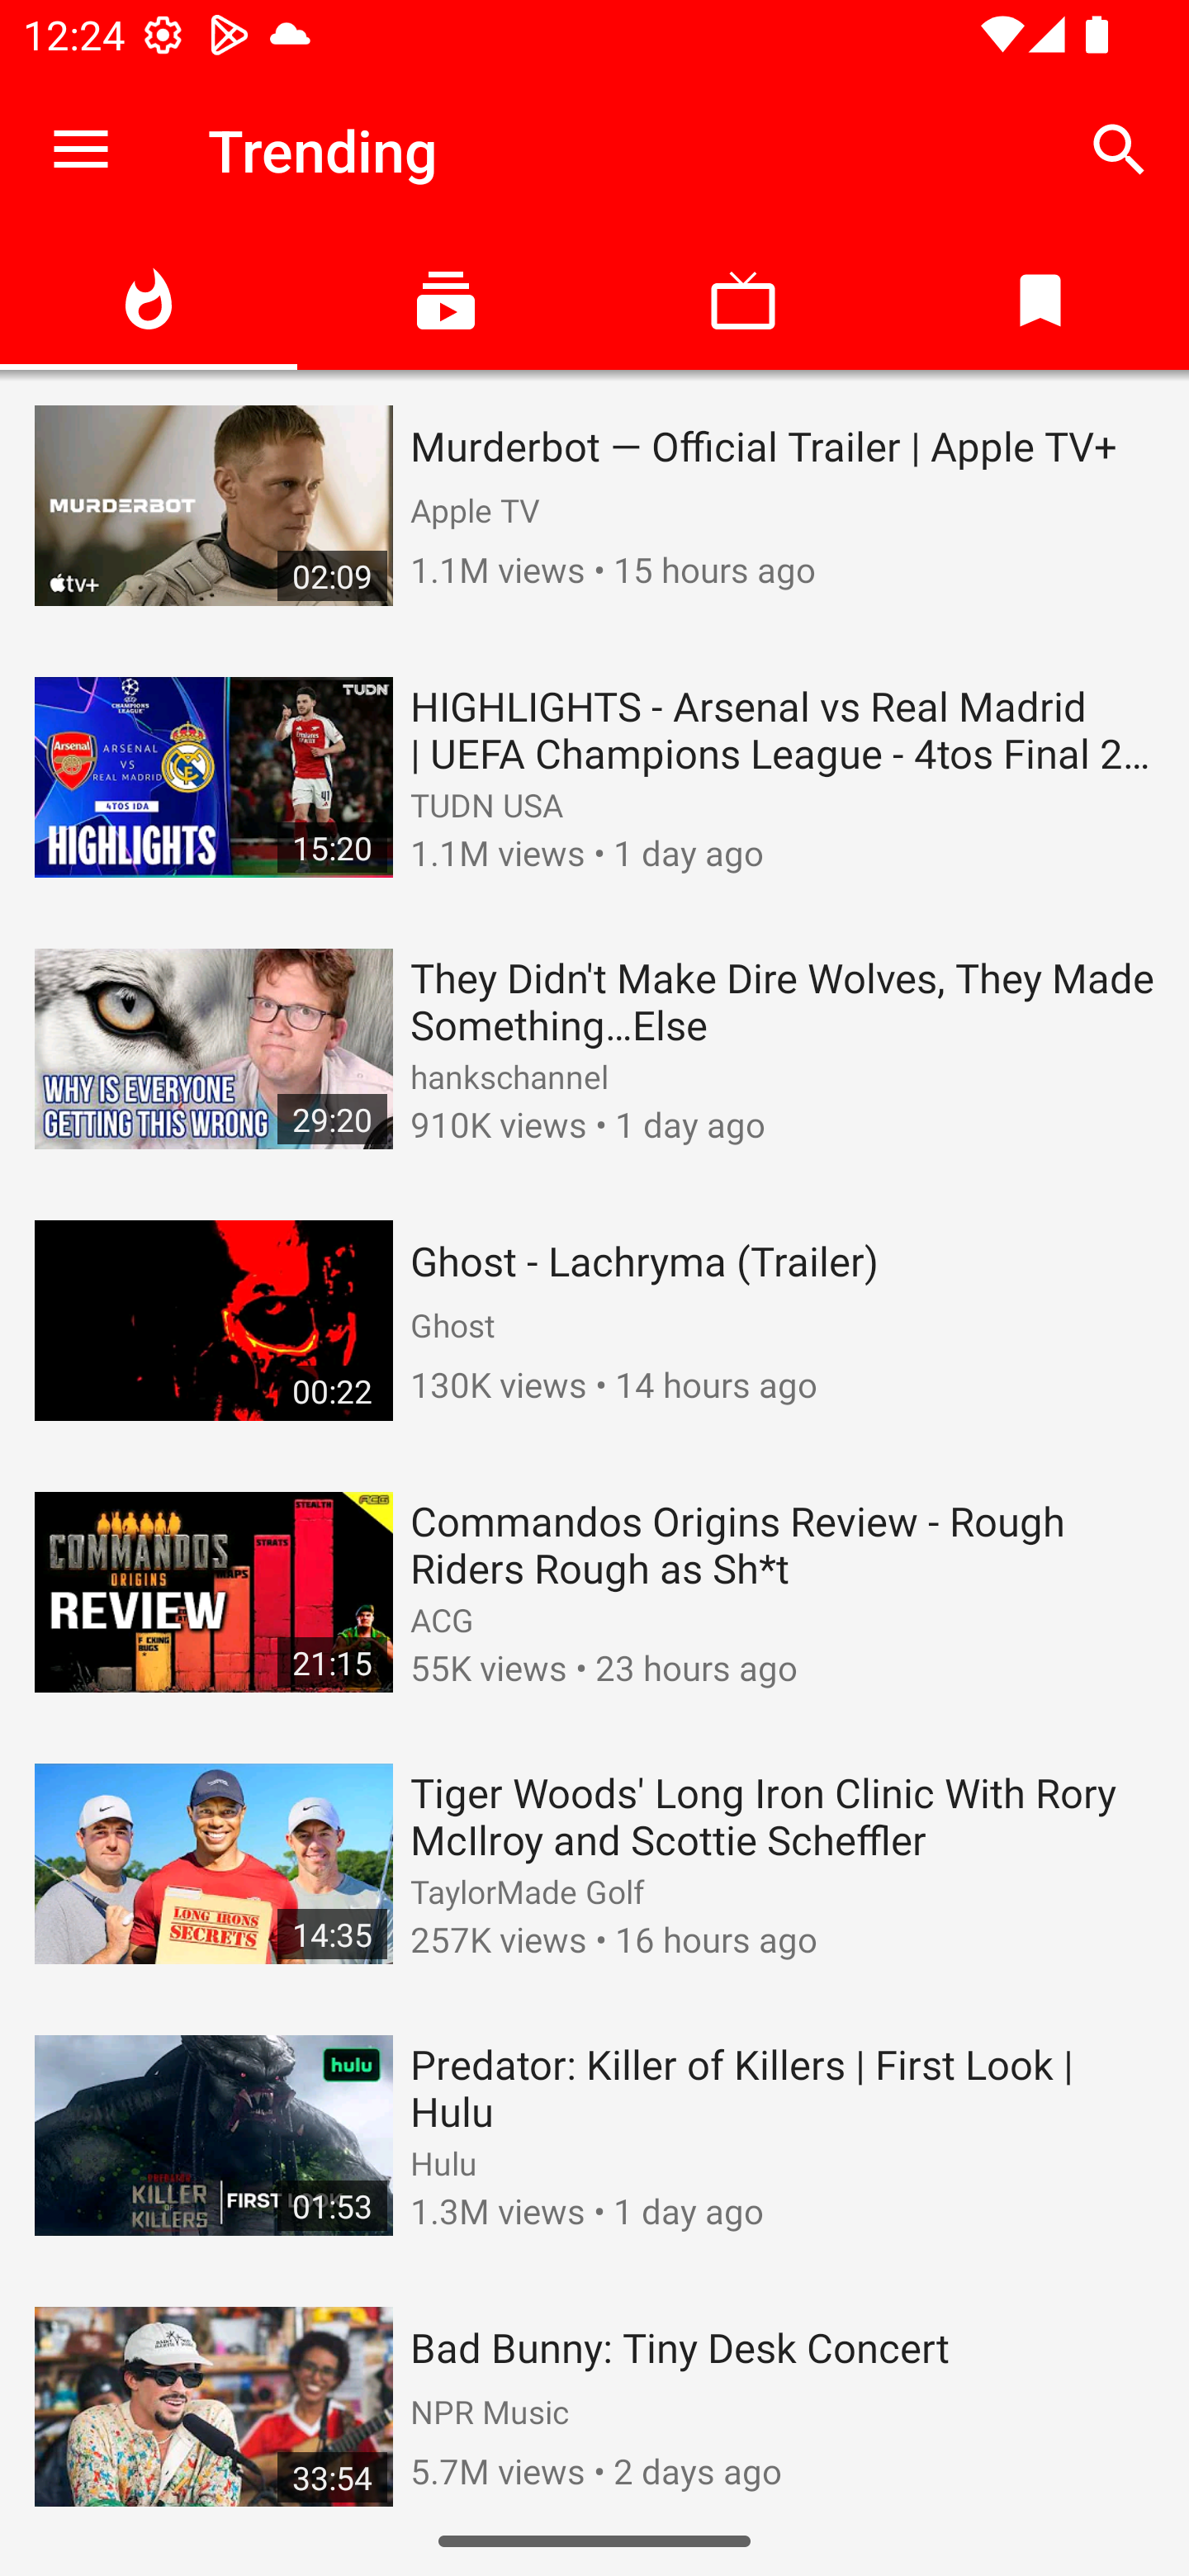 12:24
Trending
MURDERBOT
tv+
02:09
Murderbot — Official Trailer | Apple TV+
Apple TV
1.1M views • 15 hours ago
CHAMPIONS
LEAGUE
TUDN
Arsenal
ARSENAL
VS
REAL MADRID
4TOS IDA
HIGHLIGHTS
15:20
HIGHLIGHTS - Arsenal vs Real Madrid
| UEFA Champions League - 4tos Final 2…
TUDN USA
1.1M views • 1 day ago
WHY IS EVERYONE
GETTING THIS WRONG
29:20
They Didn't Make Dire Wolves, They Made
Something…Else
hankschannel
910K views • 1 day ago
00:22
Ghost - Lachryma (Trailer)
Ghost
130K views • 14 hours ago
ACG
STEALTH
STRATS
COMMANDOS
ORIGINS
REVIEW
F CKING
BUGS
21:15
Commandos Origins Review - Rough
Riders Rough as Sh*t
ACG
55K views • 23 hours ago
LONG IRONS
SECRETS
14:35
Tiger Woods' Long Iron Clinic With Rory
McIlroy and Scottie Scheffler
TaylorMade Golf
257K views • 16 hours ago
hulu
PREDATOR
KILLER
KILLERS
FIRST
01:53
Predator: Killer of Killers | First Look |
Hulu
Hulu
1.3M views • 1 day ago
33:54
Bad Bunny: Tiny Desk Concert
NPR Music
5.7M views • 2 days ago